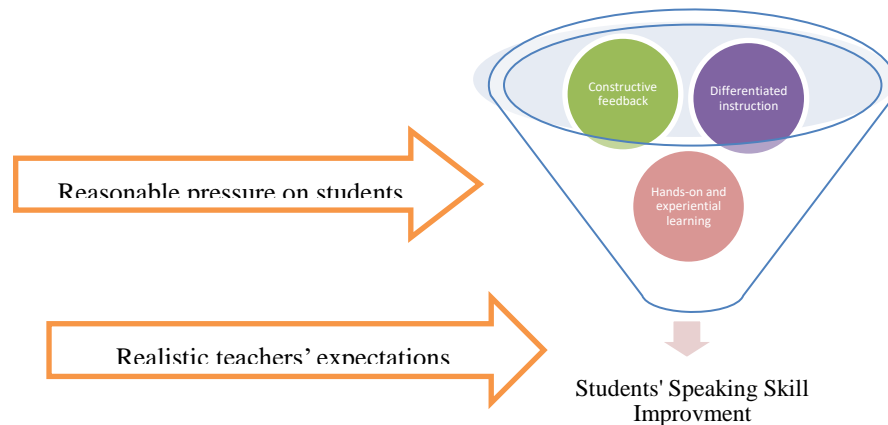 Constructive
feedback
Differentiated
instruction
Reasonable pressure on students
Hands-on and
experiential
learning
Realistic teachers' expectations
Students' Speaking Skill
Improvment